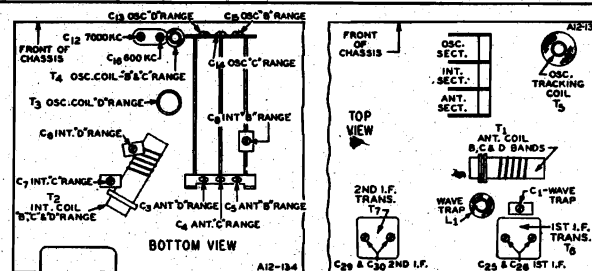 C13 OSC "D" RANGE
C15 OSC "B" RANGE
FRONT OF
CHASSIS
C12 7000 KC
C16 600 KC
C14 OSC "C" RANGE
T4 OSC. COIL-"B" & "C" RANGE
T3 OSC. COIL "D" RANGE
C8 INT "B" RANGE
C6 INT. "D" RANGE
C7 INT. "C" RANGE
T2
INT. COIL
"B","C" & "D" RANGE
C3 ANT "D" RANGE
C5 ANT "B" RANGE
C4 ANT. "C" RANGE
BOTTOM VIEW
A12-134
A12-13
FRONT
OF
CHASSIS
OSC.
SECT.
INT.
SECT.
ANT.
SECT.
OSC.
TRACKING
COIL
T5
TOP
VIEW
T1
ANT. COIL
B, C & D BANDS
2ND I.F.
TRANS.
T7
WAVE
TRAP
L1
C1-WAVE
TRAP
1ST I.F.
TRANS.
T6
C29 & C30 2ND I.F.
C25 & C26 1ST I.F.